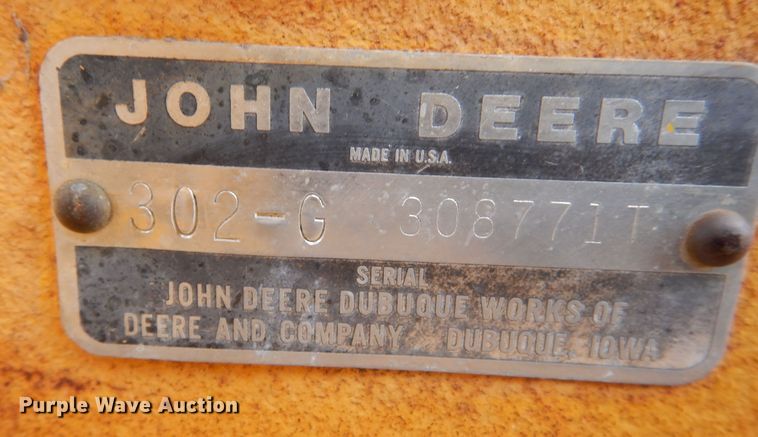 JOHN DEERE
MADE IN U.S.A.
302-G 308771T
SERIAL
JOHN DEERE DUBUQUE WORKS OF
DEERE AND COMPANY DUBUQUE, IOWA
Purple Wave Auction